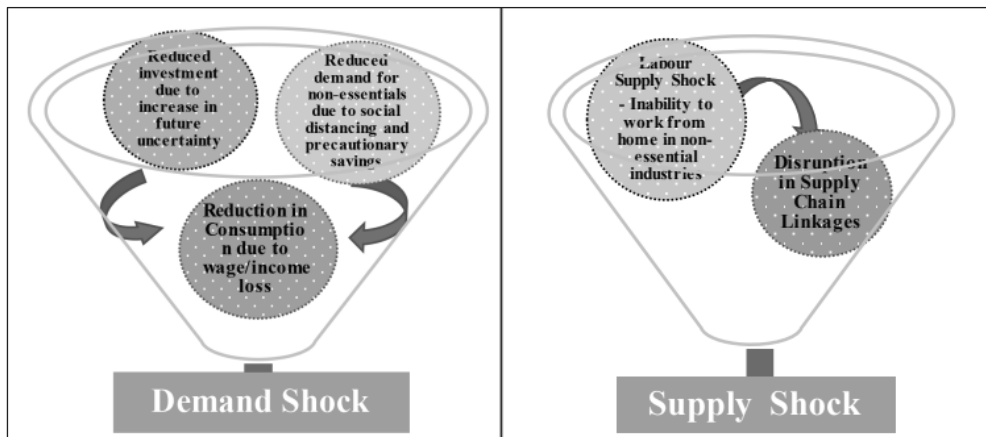 Reduced
investment
due to
increase in
future
uncertainty
Reduced
demand for
non-essentials
due to social
distancing and
precautionary
savings
Reduction in
Consumptio
n due to
wage/income
loss
Demand Shock
Labour
Supply Shock
- Inability to
work from
home in non-
essential
industries
Disruption
in Supply
Chain
Linkages
Supply Shock